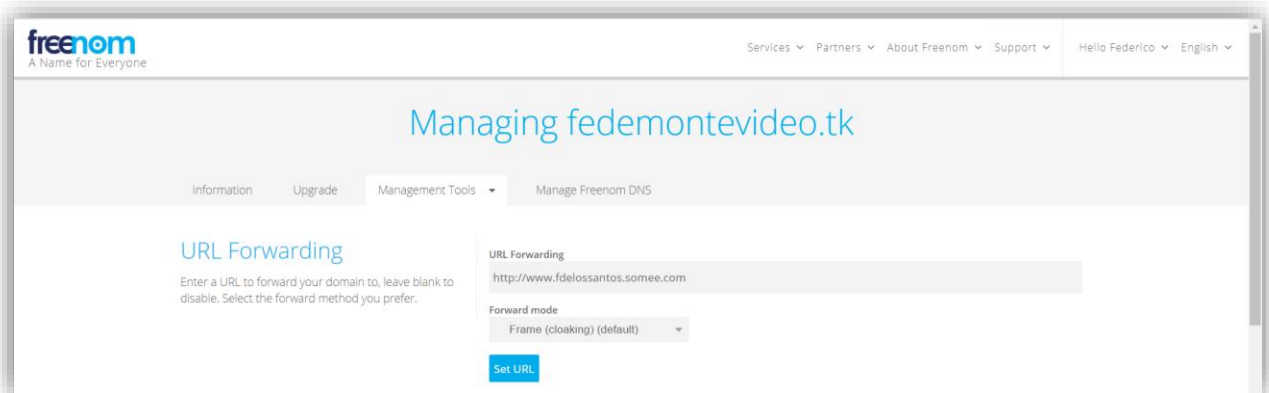 freenom
A Name for Everyone
Services Partners About Freenom Support Hello Federico English
Managing fedemontevideo.tk
Information Upgrade Management Tools Manage Freenom DNS
URL Forwarding
Enter a URL to forward your domain to, leave blank to
disable. Select the forward method you prefer.
URL Forwarding
http://www.fdelossantos.somee.com
Forward mode
Frame (cloaking) (default)
Set URL